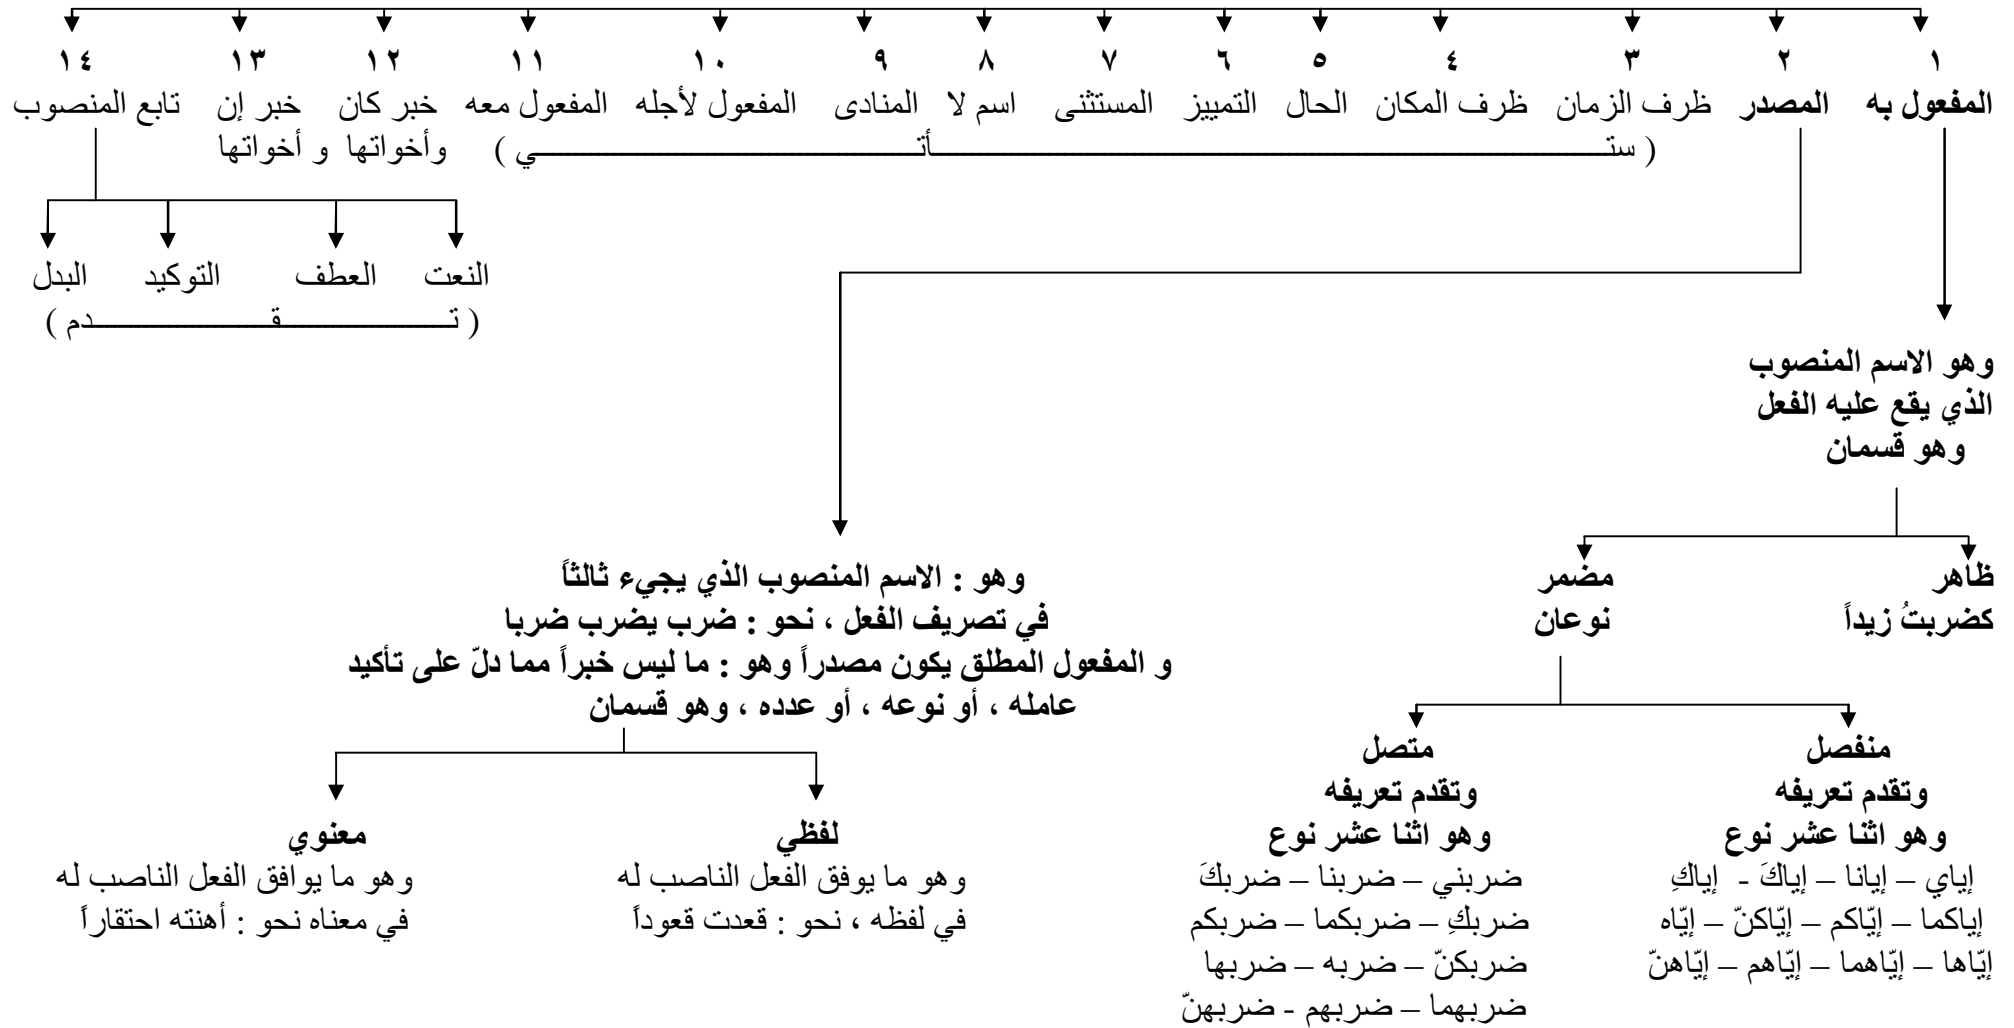 ١ ٢ ٣ ٤ ٥ ٦ ٧ ٨ ٩ ١٠ ١١ ١٢ ١٣ ١٤
المفعول به المصدر ظرف الزمان ظرف المكان الحال التمييز المستثنى اسم لا المنادى المفعول لأجله المفعول معه خبر كان خبر إن تابع المنصوب
( ستـــــــأتـــــــي ) وأخواتها و أخواتها
النعت العطف التوكيد البدل
( تـــــــقـــــــدم )
وهو الاسم المنصوب
الذي يقع عليه الفعل
وهو قسمان
ظاهر
كضربتُ زيداً
مضمر
نوعان
منفصل
وتقدم تعريفه
وهو اثنا عشر نوع
إياي – إيانا – إياكَ - إياكِ
إياكما – إيّاكم – إيّاكنّ – إيّاه
إيّاها – إيّاهما – إيّاهم – إيّاهنّ
متصل
وتقدم تعريفه
وهو اثنا عشر نوع
ضربني – ضربنا – ضربكَ
ضربكِ – ضربكما – ضربكم
ضربكنّ – ضربه – ضربها
ضربهما – ضربهم - ضربهنّ
وهو : الاسم المنصوب الذي يجيء ثالثاً
في تصريف الفعل ، نحو : ضرب يضرب ضربا
و المفعول المطلق يكون مصدراً وهو : ما ليس خبراً مما دلّ على تأكيد
عامله ، أو نوعه ، أو عدده ، وهو قسمان
لفظي
وهو ما يوفق الفعل الناصب له
في لفظه ، نحو : قعدت قعوداً
معنوي
وهو ما يوافق الفعل الناصب له
في معناه نحو : أهنته احتقاراً